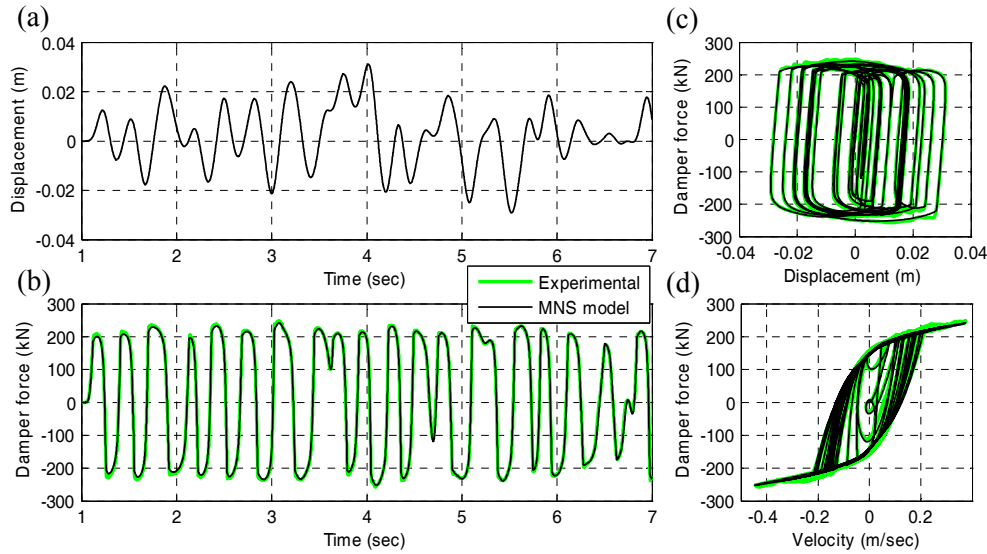 (a)
0.04
0.02
0
-0.02
-0.04
Displacement (m)
1 2 3 4 5 6 7
Time (sec)
(b)
Experimental
MNS model
300
200
100
0
-100
-200
-300
Damper force (kN)
1 2 3 4 5 6 7
Time (sec)
(c)
300
200
100
0
-100
-200
-300
Damper force (kN)
-0.04 -0.02 0 0.02 0.04
Displacement (m)
(d)
300
200
100
0
-100
-200
-300
Damper force (kN)
-0.4 -0.2 0 0.2
Velocity (m/sec)